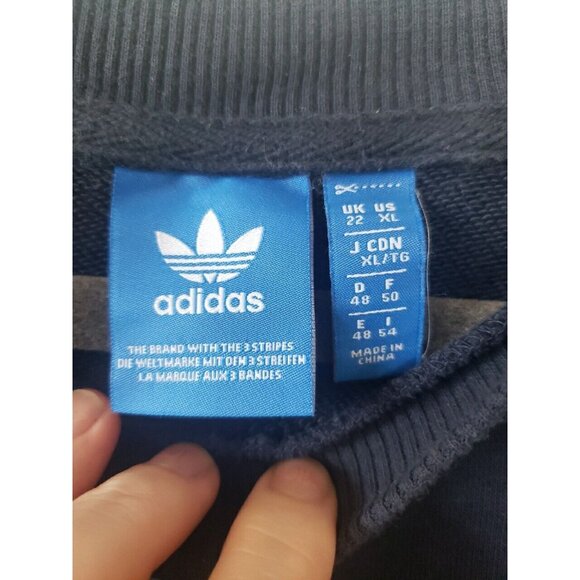 adidas
THE BRAND WITH THE 3 STRIPES
DIE WELTMARKE MIT DEN 3 STREIFEN
LA MARQUE AUX 3 BANDES
UK US
22 XL
J CDN
XL/TG
D F
48 50
E I
48 54
MADE IN
CHINA